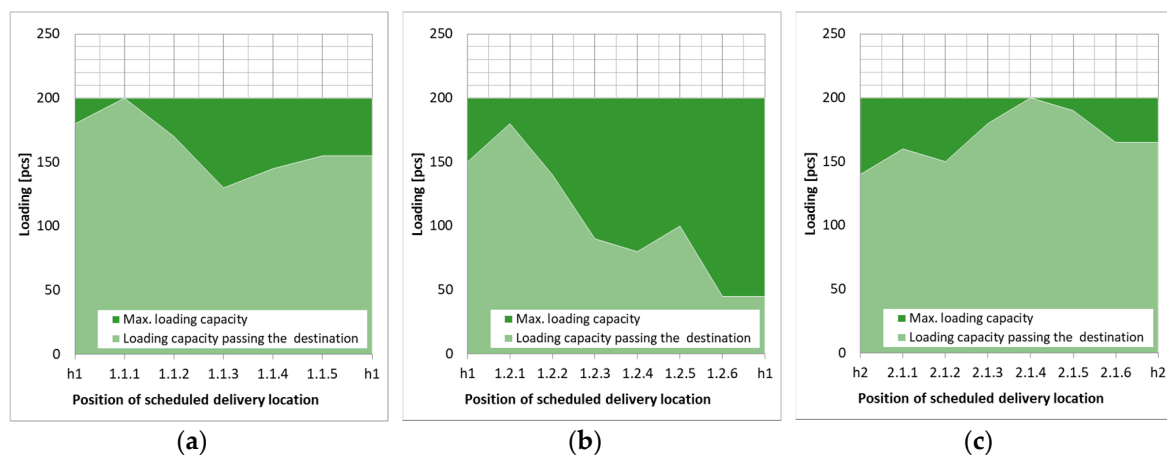 250
200
150
100
50
0
Loading [pcs]
Max. loading capacity
Loading capacity passing the destination
h1 1.1.1 1.1.2 1.1.3 1.1.4 1.1.5 h1
Position of scheduled delivery location
(a)
250
200
150
100
50
0
Loading [pcs]
Max. loading capacity
Loading capacity passing the destination
h1 1.2.1 1.2.2 1.2.3 1.2.4 1.2.5 1.2.6 h1
Position of scheduled delivery location
(b)
250
200
150
100
50
0
Loading [pcs]
Max. loading capacity
Loading capacity passing the destination
h2 2.1.1 2.1.2 2.1.3 2.1.4 2.1.5 2.1.6 h2
Position of scheduled delivery location
(c)